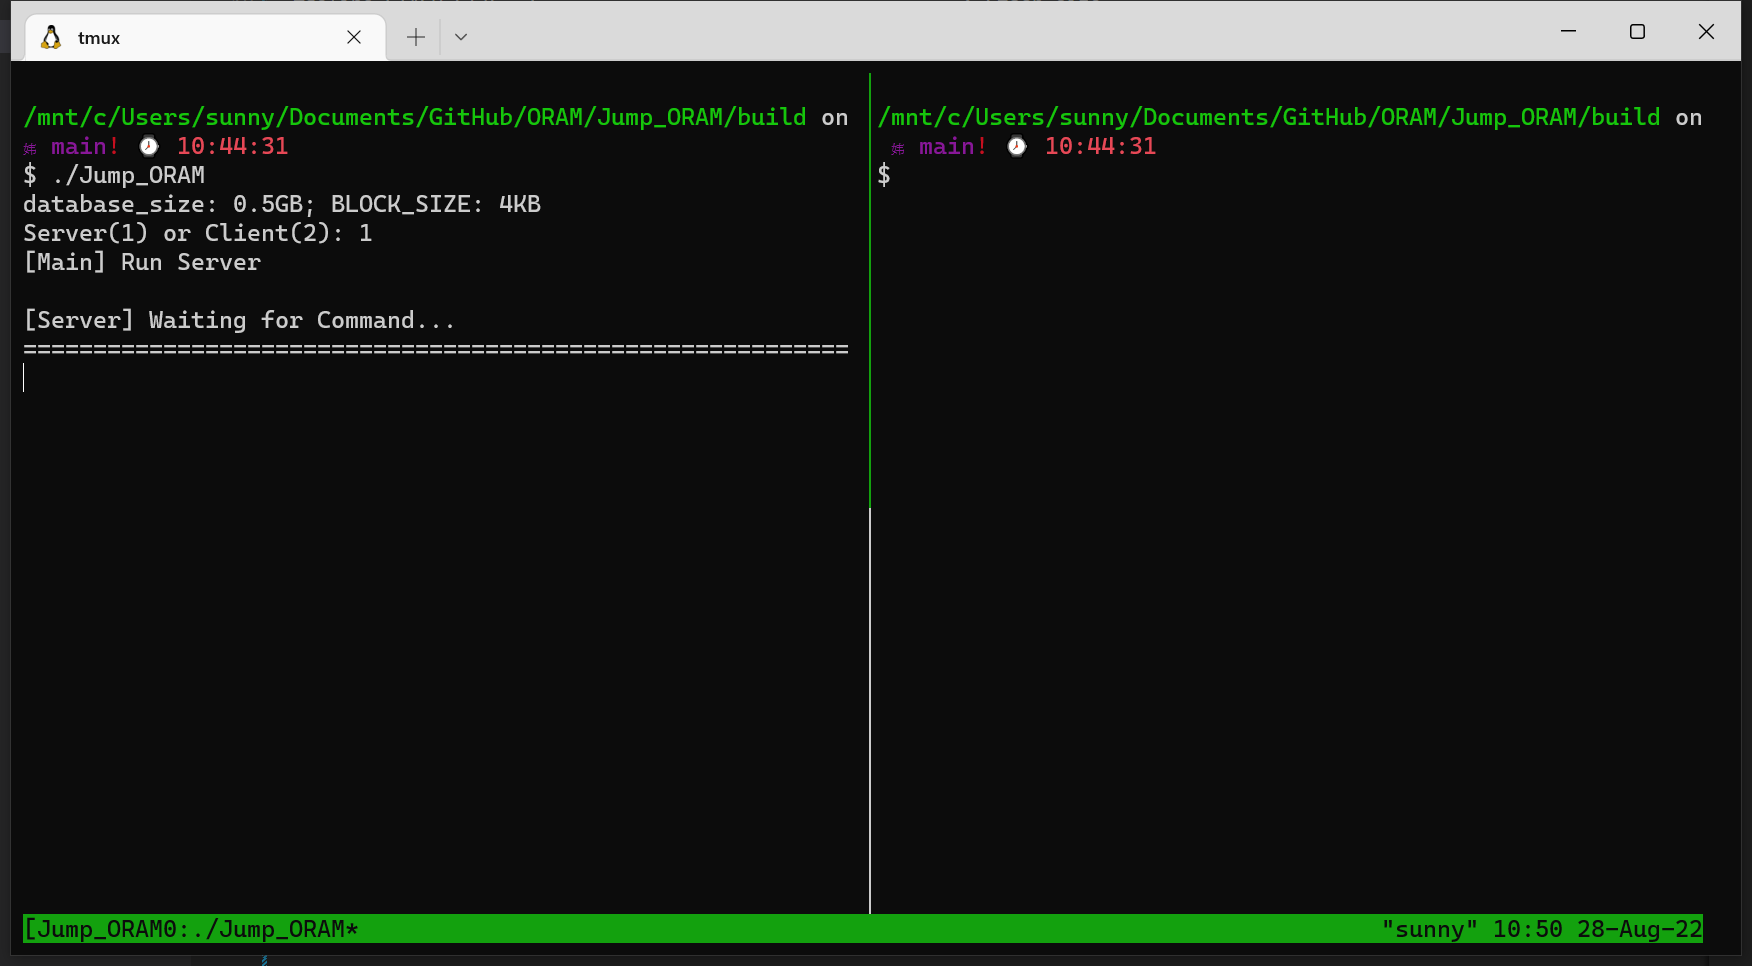 tmux
/mnt/c/Users/sunny/Documents/GitHub/ORAM/Jump_ORAM/build on
main! 10:44:31
$ ./Jump_ORAM
database_size: 0.5GB; BLOCK_SIZE: 4KB
Server(1) or Client(2): 1
[Main] Run Server
[Server] Waiting for Command...
===========================================================
/mnt/c/Users/sunny/Documents/GitHub/ORAM/Jump_ORAM/build on
main! 10:44:31
$
[Jump_ORAM0:./Jump_ORAM* "sunny" 10:50 28-Aug-22